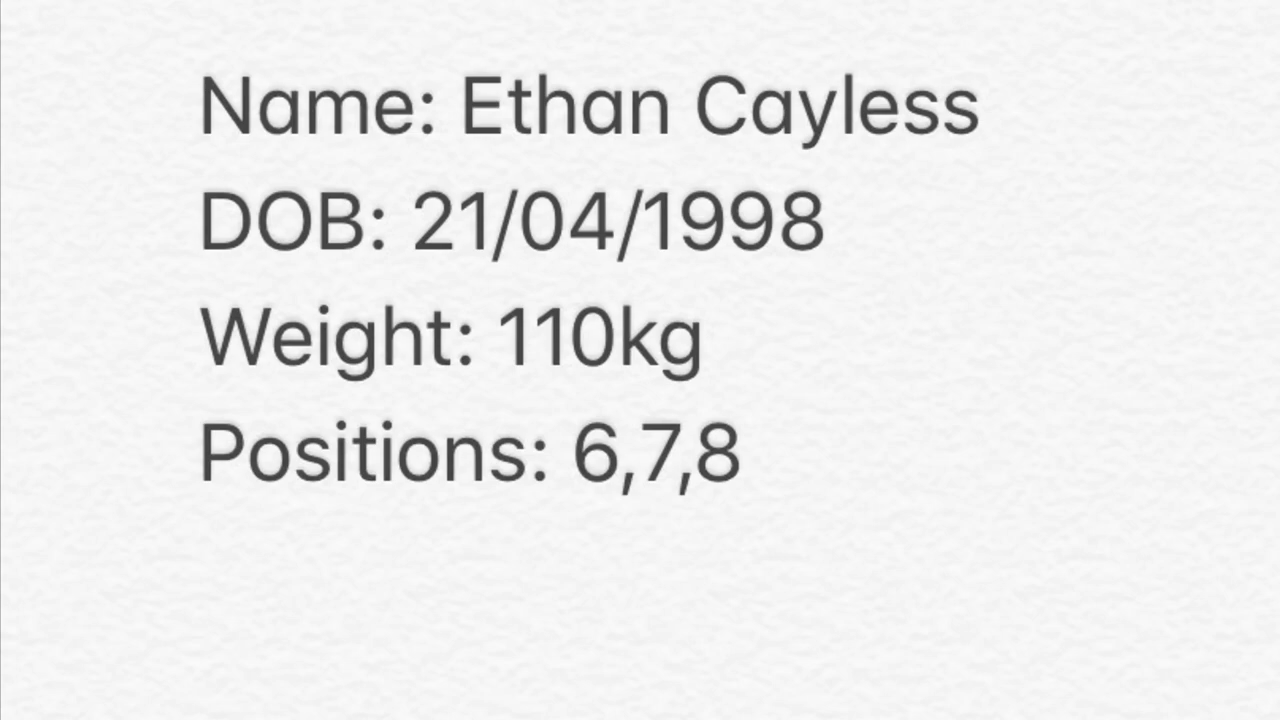 Name: Ethan Cayless
DOB: 21/04/1998
Weight: 110kg
Positions: 6,7,8